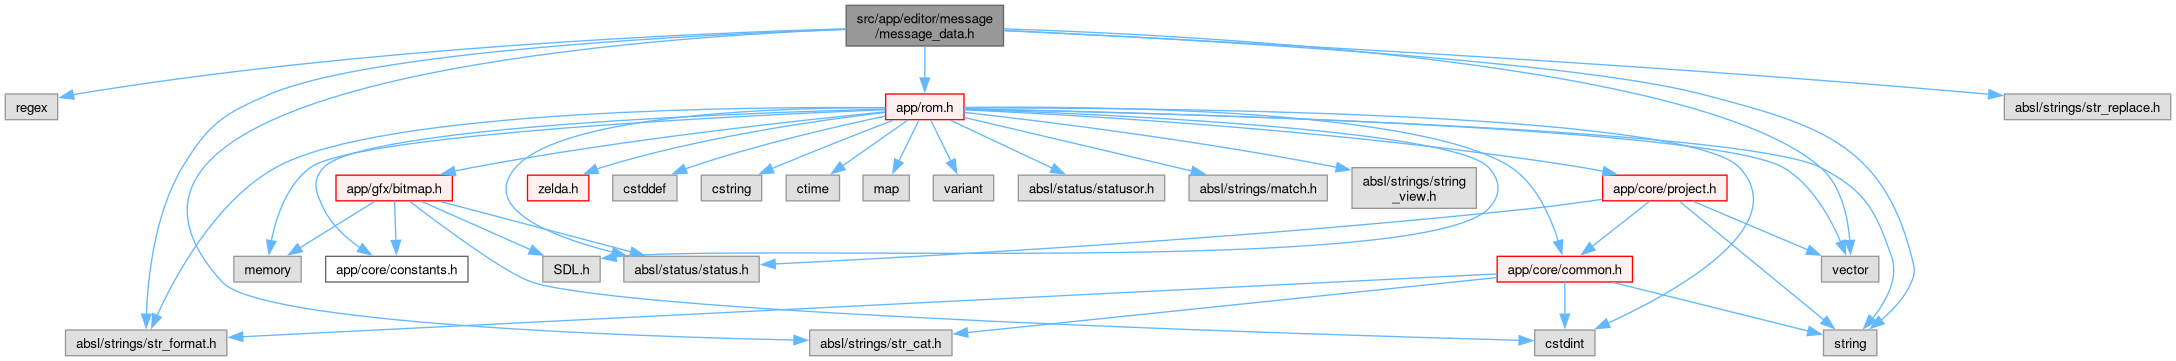 src/app/editor/message
/message_data.h
regex
app/rom.h
absl/strings/str_replace.h
app/gfx/bitmap.h
zelda.h
cstddef
cstring
ctime
map
variant
absl/status/statusor.h
absl/strings/match.h
absl/strings/string
_view.h
app/core/project.h
memory
app/core/constants.h
SDL.h
absl/status/status.h
app/core/common.h
vector
absl/strings/str_format.h
absl/strings/str_cat.h
cstdint
string